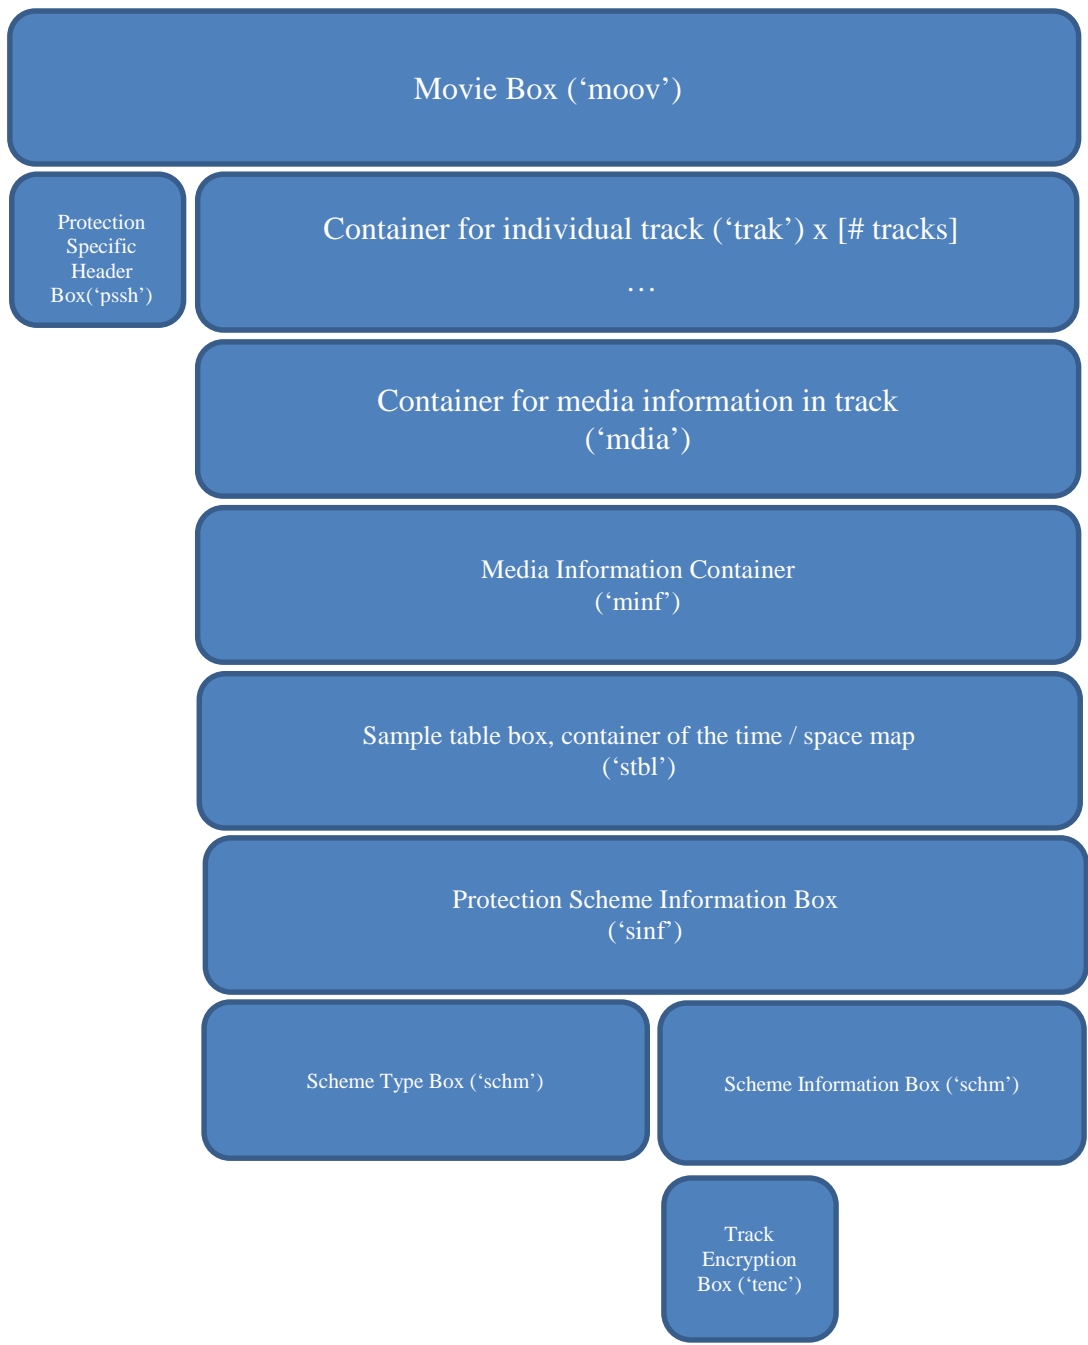 Movie Box (‘moov’)
Protection
Specific
Header
Box(‘pssh’)
Container for individual track (‘trak’) x [# tracks]
…
Container for media information in track
(‘mdia’)
Media Information Container
(‘minf’)
Sample table box, container of the time / space map
(‘stbl’)
Protection Scheme Information Box
(‘sinf’)
Scheme Type Box (‘schm’)
Scheme Information Box (‘schm’)
Track
Encryption
Box (‘tenc’)